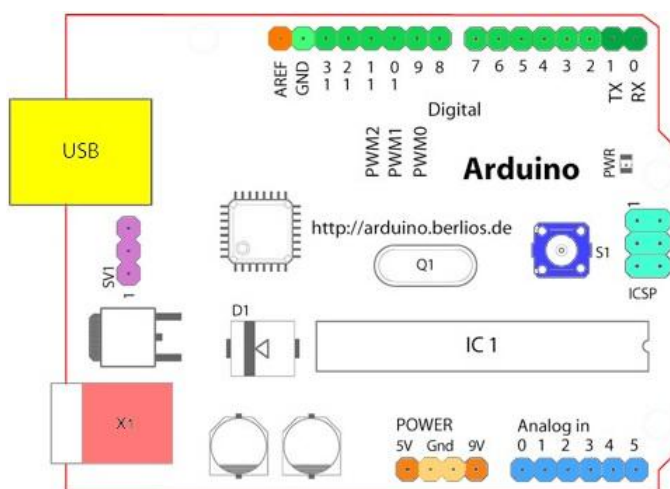 AREF GND 13 12 11 10 9 8 7 6 5 4 3 2 1 0
TX RX
Digital
USB
PWM2 PWM1 PWM0
Arduino
PWR
1
http://arduino.berlios.de
SV1
1
Q1
S1
ICSP
D1
IC 1
X1
POWER
5V Gnd 9V
Analog in
0 1 2 3 4 5